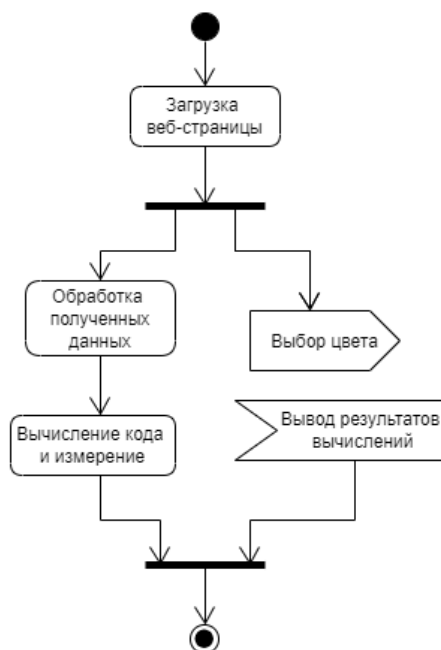 Загрузка
веб-страницы
Обработка
полученных
данных
Выбор цвета
Вычисление кода
и измерение
Вывод результатов
вычислений